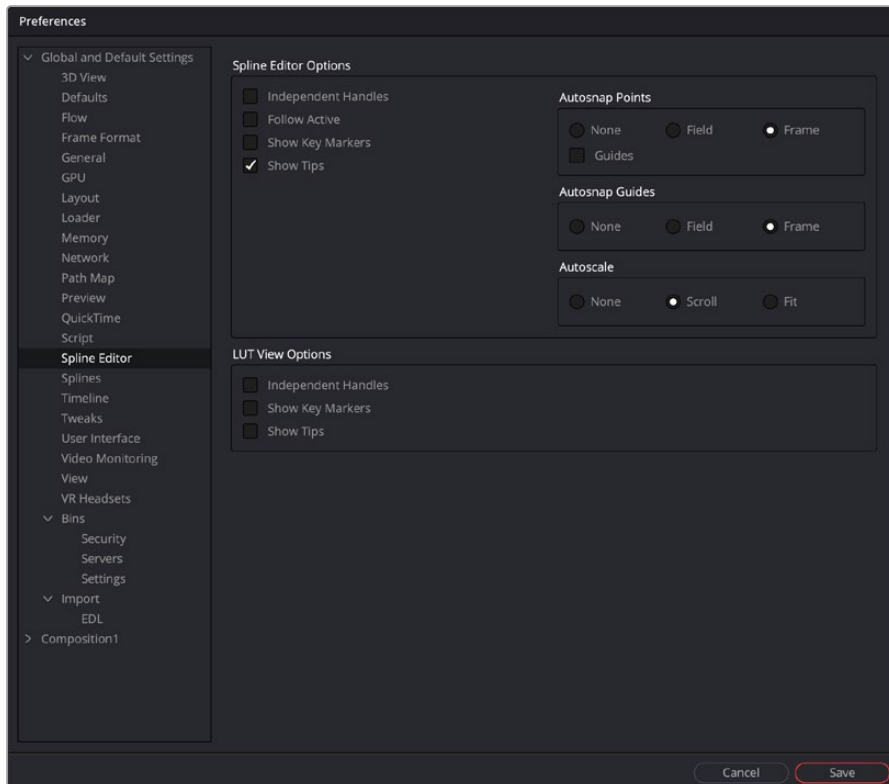 Preferences
Global and Default Settings
3D View
Defaults
Flow
Frame Format
General
GPU
Layout
Loader
Memory
Network
Path Map
Preview
QuickTime
Script
Spline Editor
Splines
Timeline
Tweaks
User Interface
Video Monitoring
View
VR Headsets
Bins
Security
Servers
Settings
Import
EDL
Composition1
Spline Editor Options
Independent Handles
Follow Active
Show Key Markers
Show Tips
Autosnap Points
None Field Frame
Guides
Autosnap Guides
None Field Frame
Autoscale
None Scroll Fit
LUT View Options
Independent Handles
Show Key Markers
Show Tips
Cancel Save